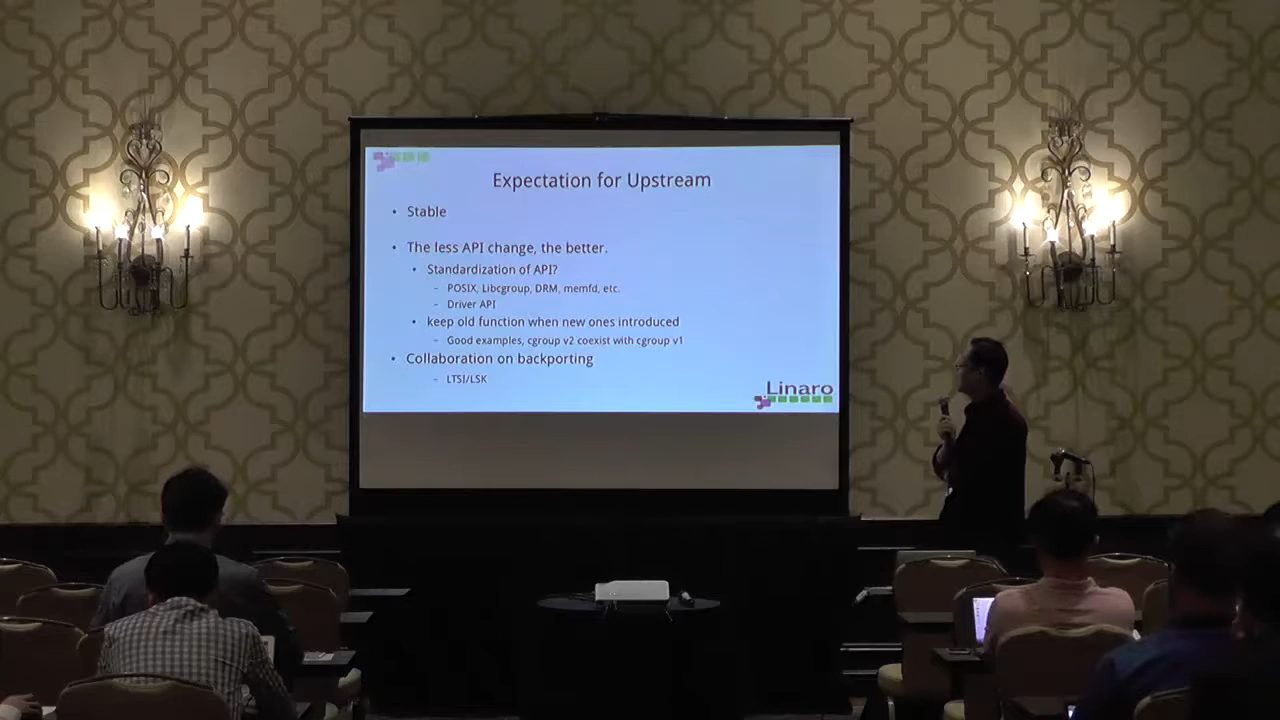 Expectation for Upstream
• Stable
• The less API change, the better.
• Standardization of API?
– POSIX, Libcgroup, DRM, memfd, etc.
– Driver API
• keep old function when new ones introduced
– Good examples, cgroup v2 coexist with cgroup v1
• Collaboration on backporting
– LTSI/LSK
Linaro